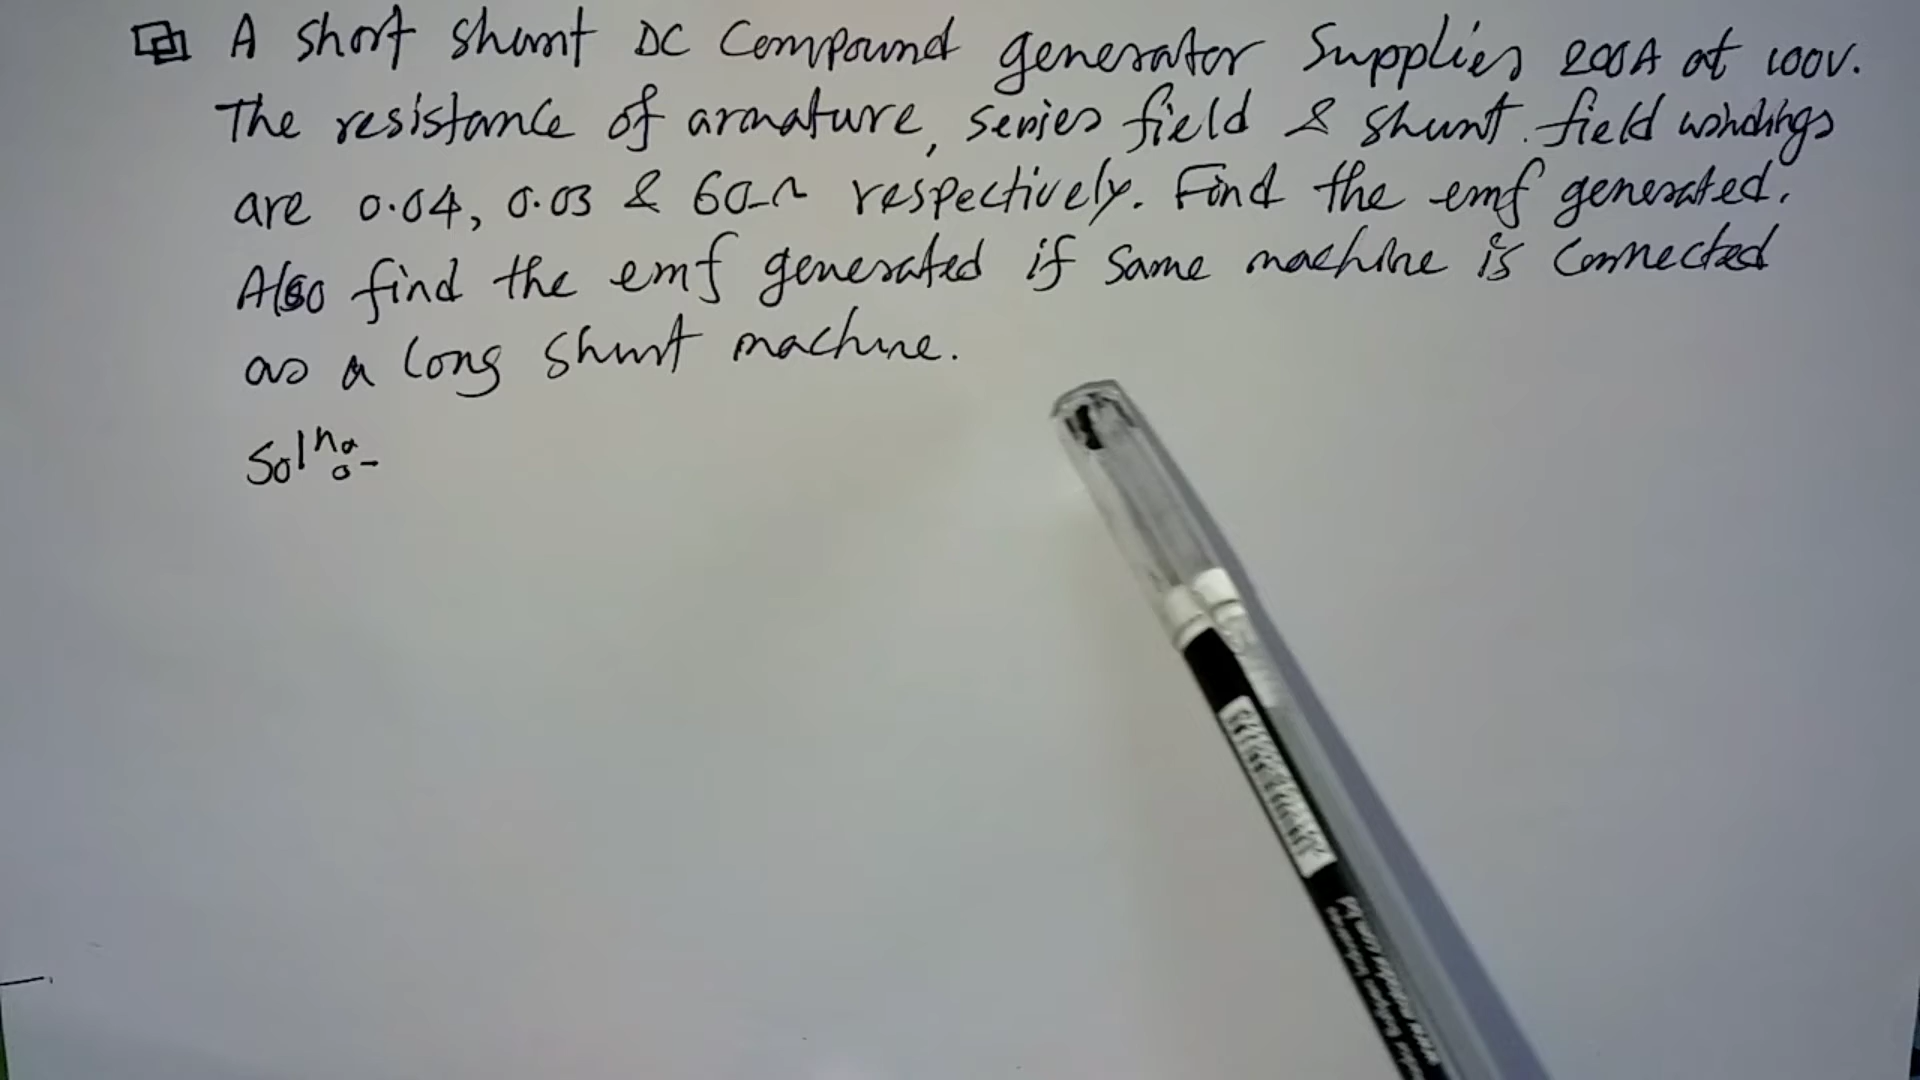 A short shunt DC Compound generator Supplies 200A at 100V.
The resistance of armature, series field & shunt field windings
are 0.04, 0.03 & 60Ω respectively. Find the emf generated.
Also find the emf generated if same machine is connected
as a long shunt machine.
Solⁿ:-